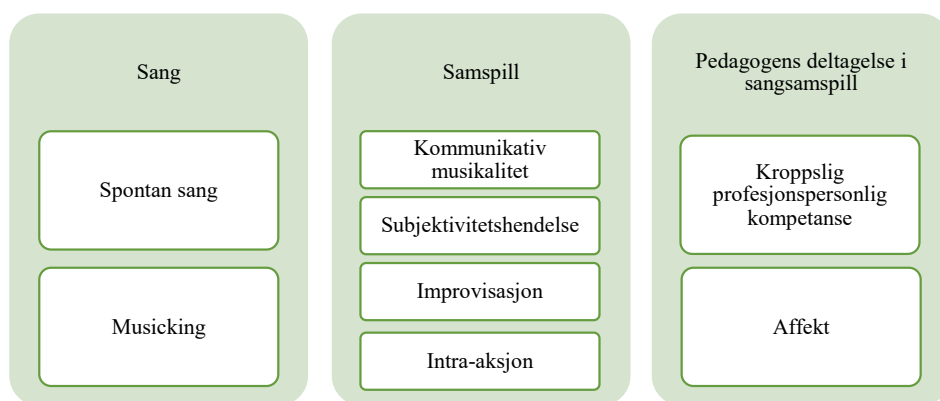 Sang
Spontan sang
Musicking
Samspill
Kommunikativ
musikalitet
Subjektivitetshendelse
Improvisasjon
Intra-aksjon
Pedagogens deltagelse i
sangsamspill
Kroppslig
profesjonspersonlig
kompetanse
Affekt